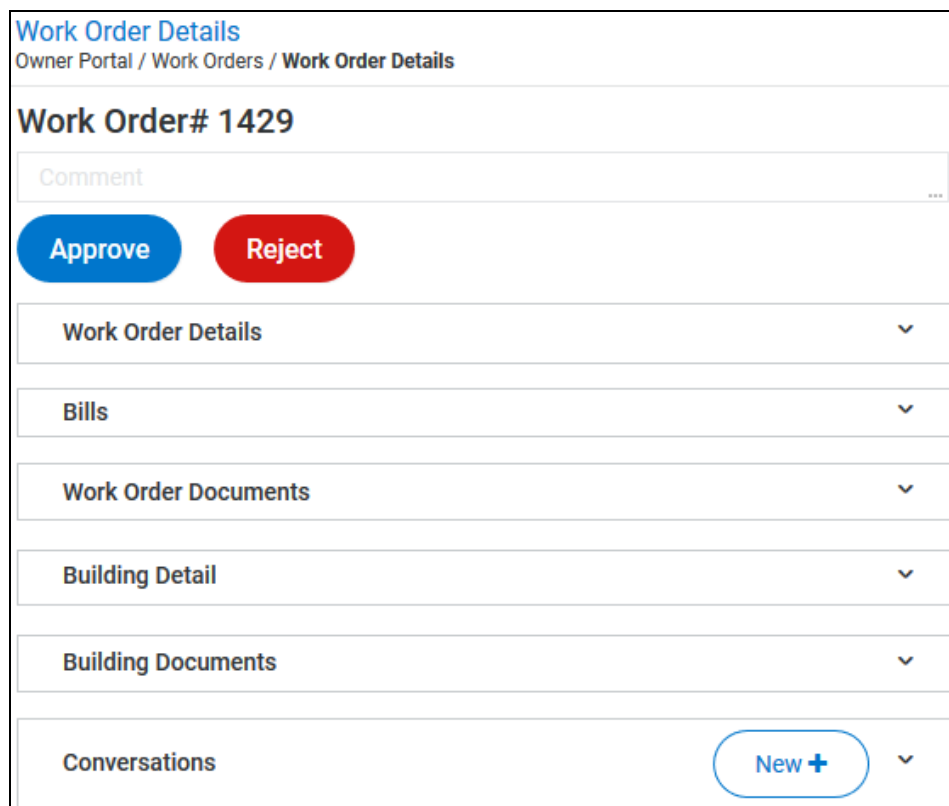 Work Order Details
Owner Portal / Work Orders / Work Order Details
Work Order# 1429
Comment
...
Approve Reject
Work Order Details
Bills
Work Order Documents
Building Detail
Building Documents
Conversations New +